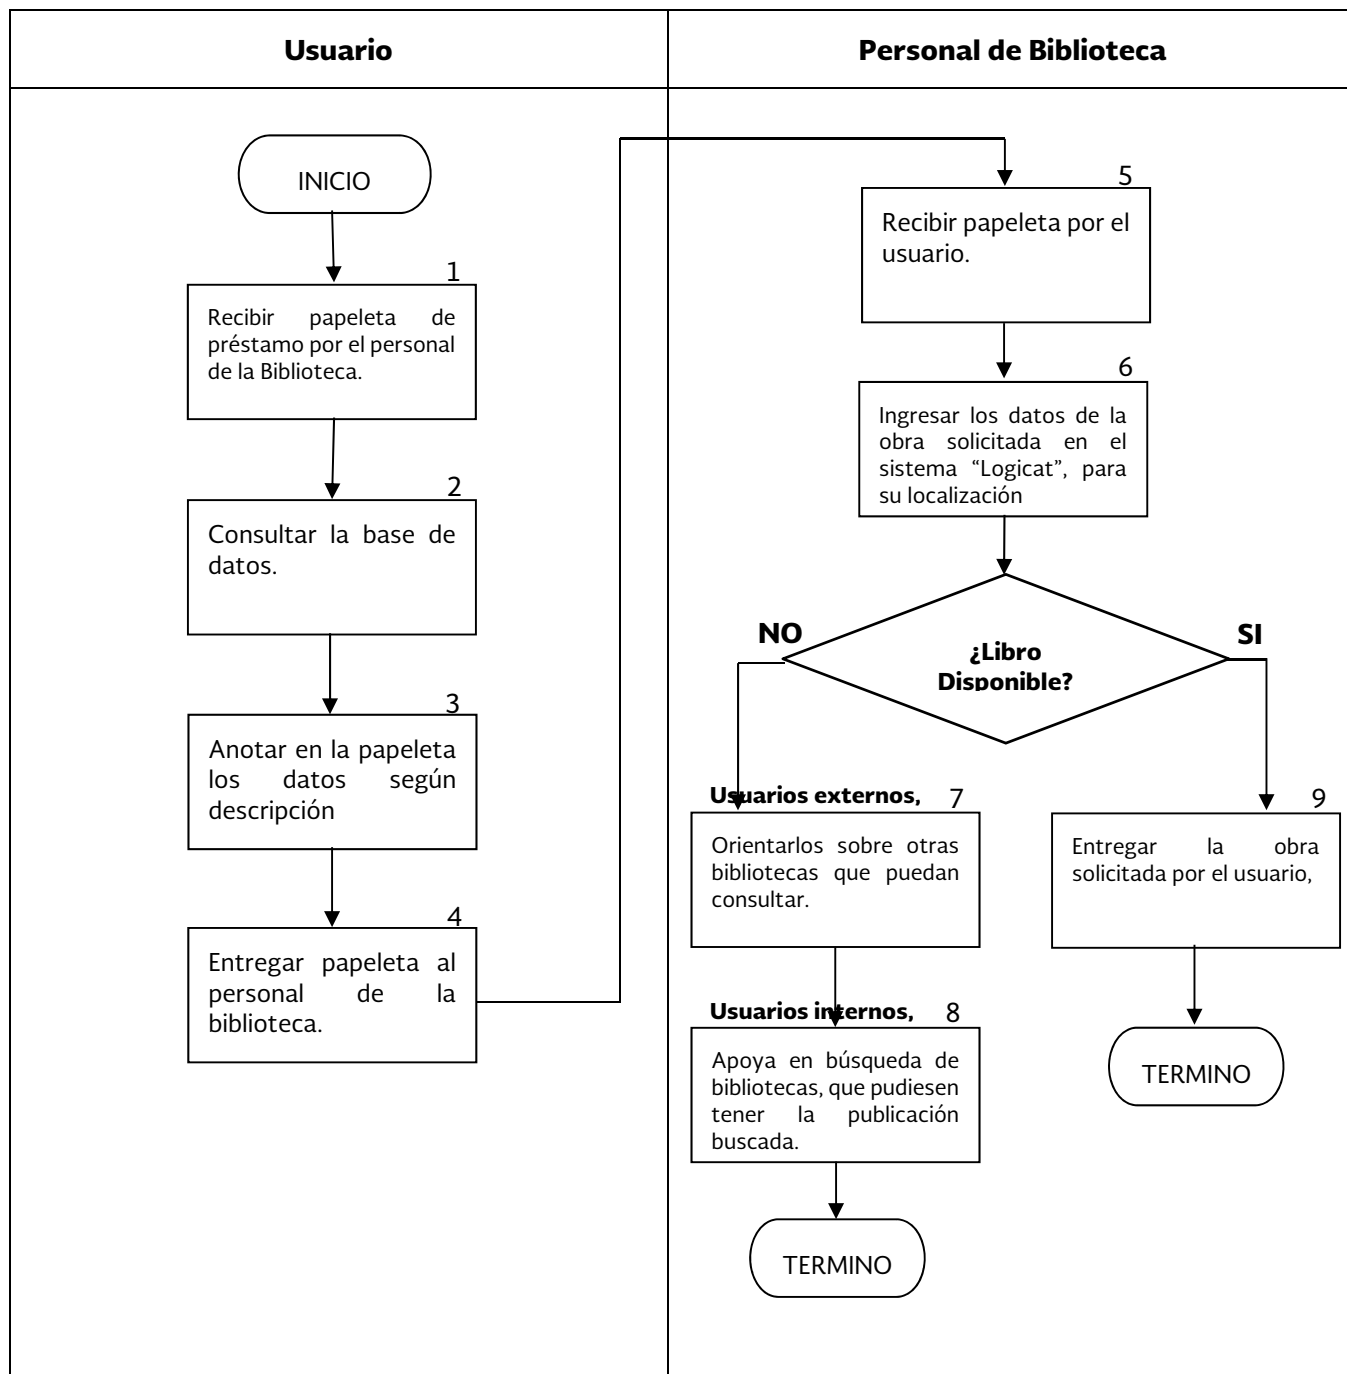 Usuario
Personal de Biblioteca
INICIO
1
Recibir papeleta de
préstamo por el personal
de la Biblioteca.
2
Consultar la base de
datos.
3
Anotar en la papeleta
los datos según
descripción
4
Entregar papeleta al
personal de la
biblioteca.
5
Recibir papeleta por el
usuario.
6
Ingresar los datos de la
obra solicitada en el
sistema “Logicat”, para
su localización
NO
SI
¿Libro
Disponible?
Usuarios externos,
7
Orientarlos sobre otras
bibliotecas que puedan
consultar.
Usuarios internos,
8
Apoya en búsqueda de
bibliotecas, que pudiesen
tener la publicación
buscada.
TERMINO
9
Entregar la obra
solicitada por el usuario,
TERMINO